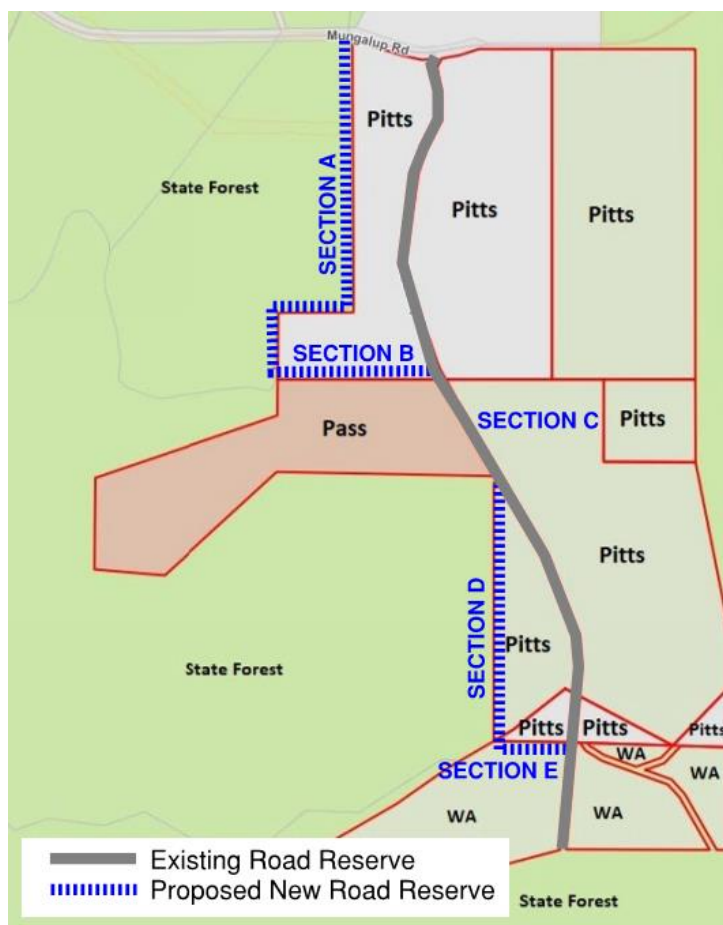 Mungalup Rd
Pitts
State Forest
SECTION A
Pitts
Pitts
SECTION B
SECTION C
Pitts
Pass
Pitts
SECTION D
Pitts
State Forest
Pitts
Pitts
Pitts
WA
SECTION E
WA
WA
WA
Existing Road Reserve
Proposed New Road Reserve
State Forest